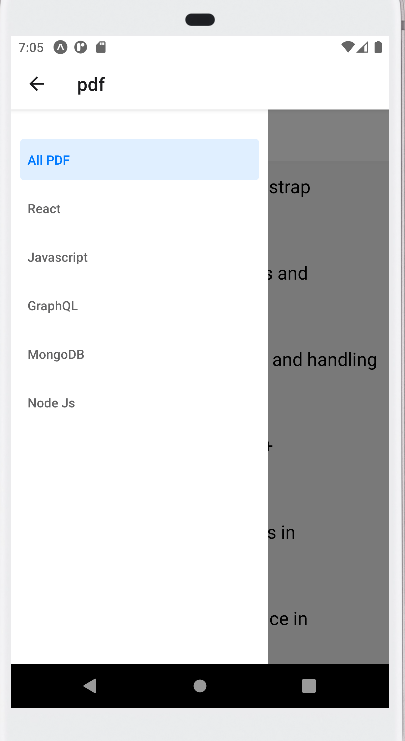 7:05
pdf
All PDF
strap
React
s and
Javascript
GraphQL
and handling
MongoDB
Node Js
+
s in
ce in